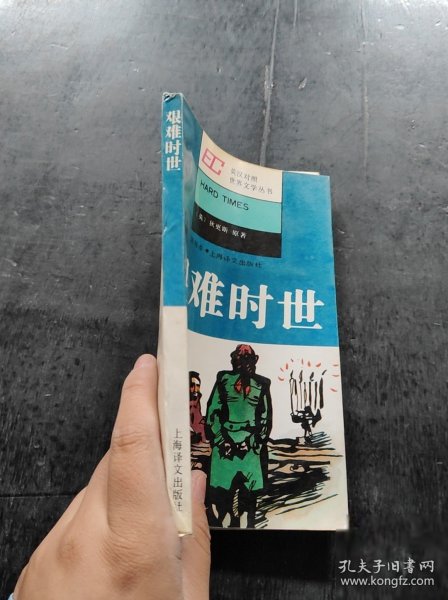 艰难时世
上海译文出版社
EC
英汉对照
世界文学丛书
HARD TIMES
英)狄更斯 原著
上海译文出版社
难时世
孔夫子旧书网
www.kongfz.com